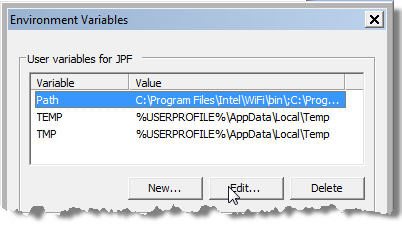 Environment Variables
User variables for JPF
Variable Value
Path C:\Program Files\Intel\WiFi\bin\;C:\Prog...
TEMP %USERPROFILE%\AppData\Local\Temp
TMP %USERPROFILE%\AppData\Local\Temp
New... Edit... Delete